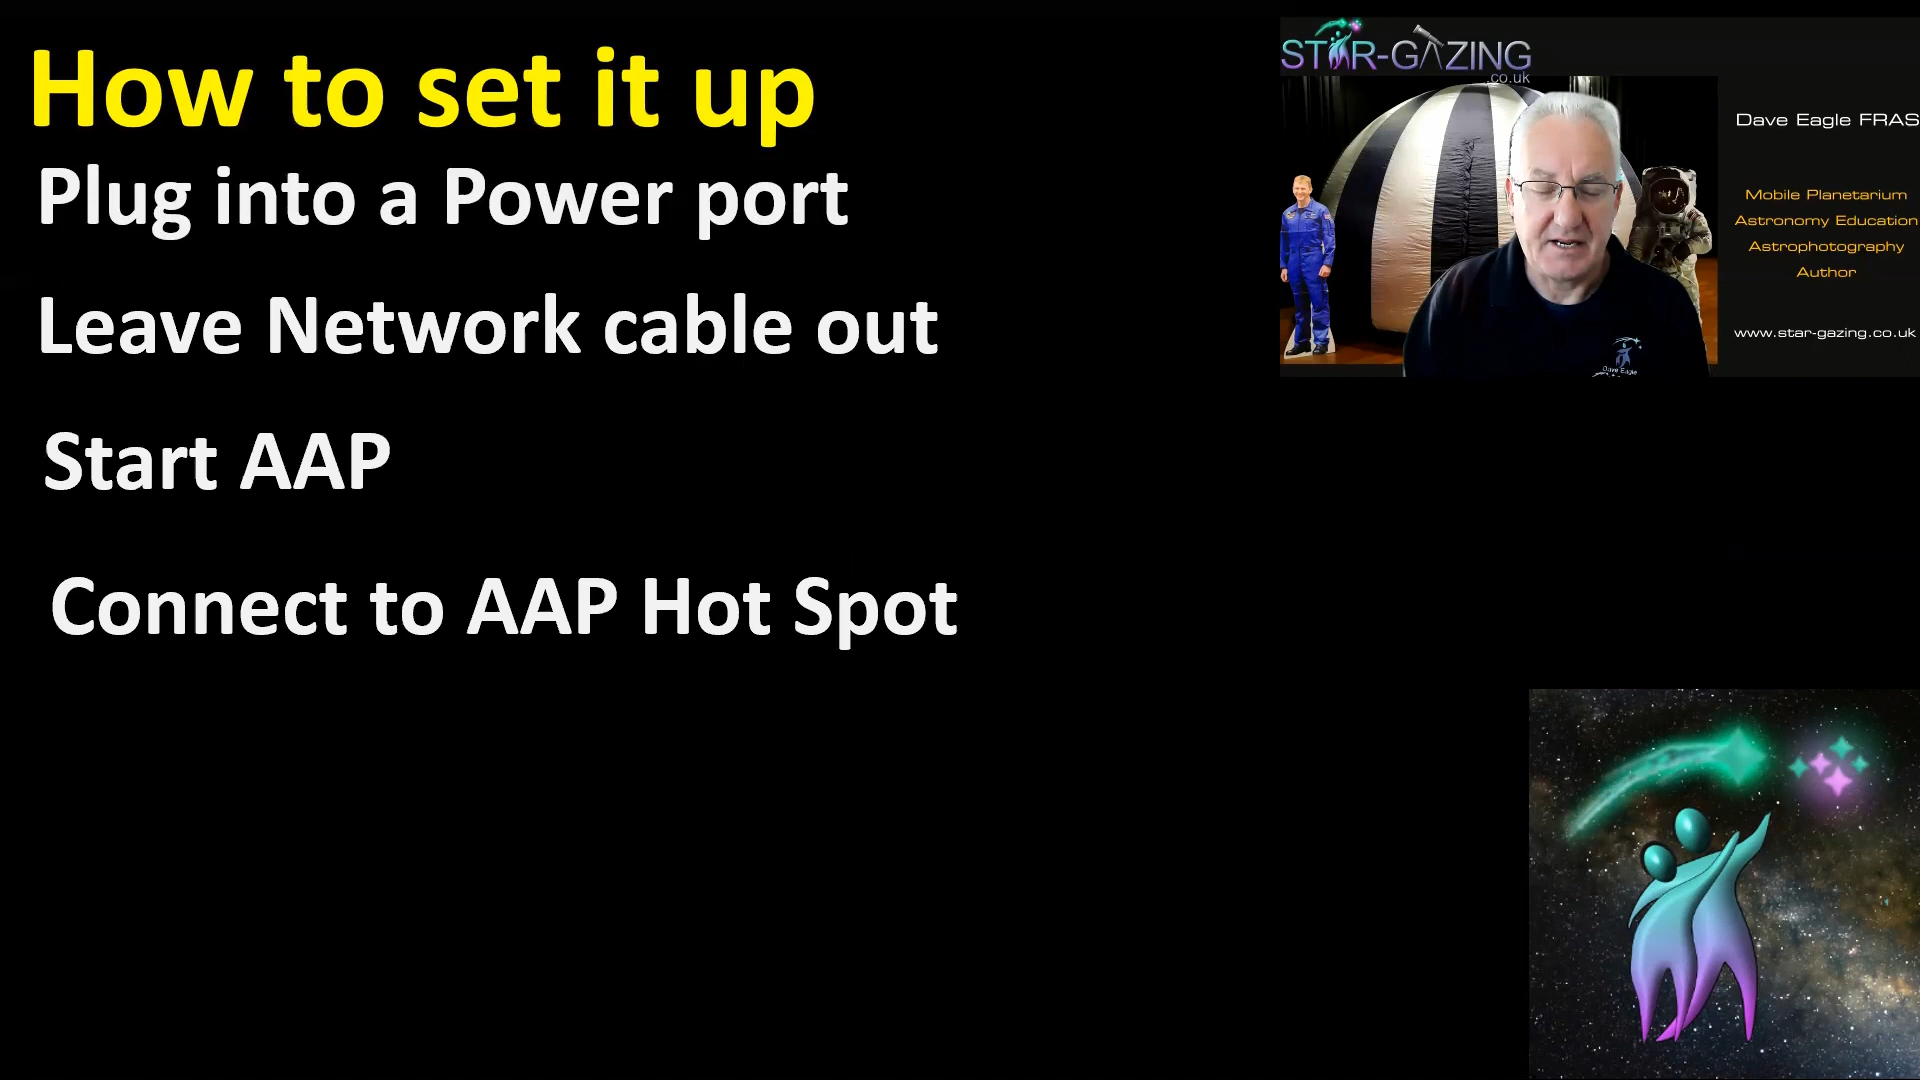 How to set it up
Plug into a Power port
Leave Network cable out
Start AAP
Connect to AAP Hot Spot
STAR-GAZING
.co.uk
Dave Eagle FRAS
Mobile Planetarium
Astronomy Education
Astrophotography
Author
www.star-gazing.co.uk
Dave Eagle